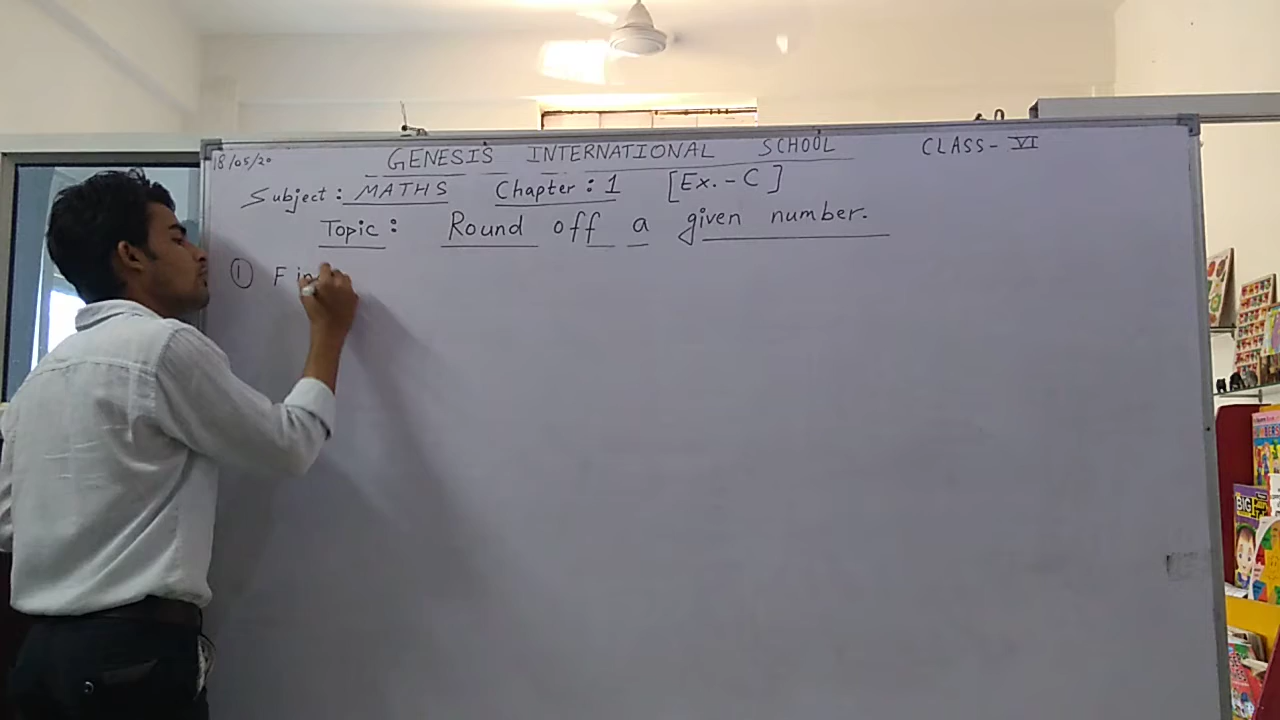 18/05/20 GENESIS INTERNATIONAL SCHOOL CLASS- VI
Subject: MATHS Chapter: 1 [Ex.-C]
Topic: Round off a given number.
① Fin
BIG